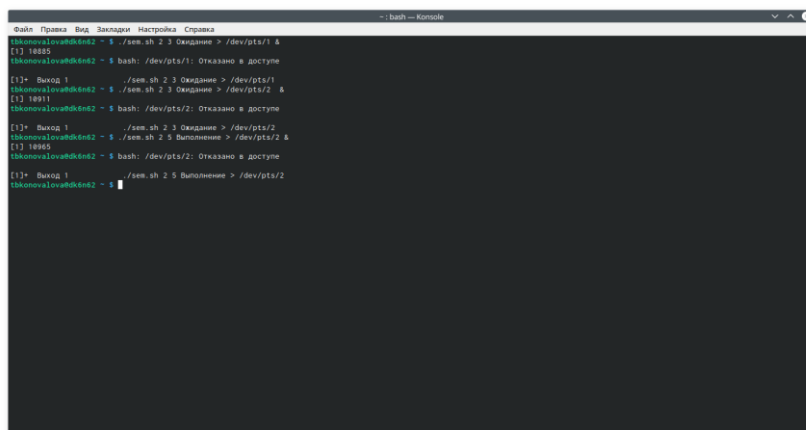 ~ : bash — Konsole
Файл Правка Вид Закладки Настройка Справка
tbkonovalova@dk6n62 ~ $ ./sem.sh 2 3 Ожидание > /dev/pts/1 &
[1] 10885
tbkonovalova@dk6n62 ~ $ bash: /dev/pts/1: Отказано в доступе
[1]+ Выход 1 ./sem.sh 2 3 Ожидание > /dev/pts/1
tbkonovalova@dk6n62 ~ $ ./sem.sh 2 3 Ожидание > /dev/pts/2 &
[1] 10911
tbkonovalova@dk6n62 ~ $ bash: /dev/pts/2: Отказано в доступе
[1]+ Выход 1 ./sem.sh 2 3 Ожидание > /dev/pts/2
tbkonovalova@dk6n62 ~ $ ./sem.sh 2 5 Выполнение > /dev/pts/2 &
[1] 10965
tbkonovalova@dk6n62 ~ $ bash: /dev/pts/2: Отказано в доступе
[1]+ Выход 1 ./sem.sh 2 5 Выполнение > /dev/pts/2
tbkonovalova@dk6n62 ~ $